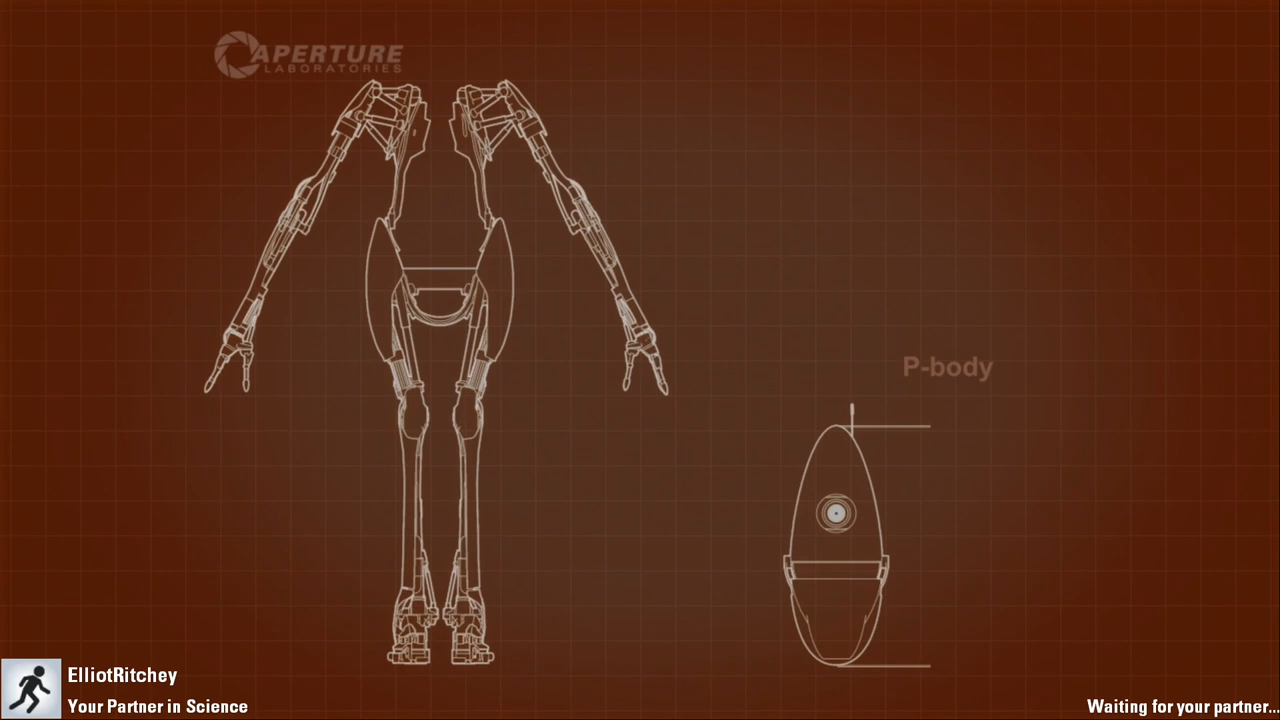 APERTURE
LABORATORIES
P-body
ElliotRitchey
Your Partner in Science
Waiting for your partner...